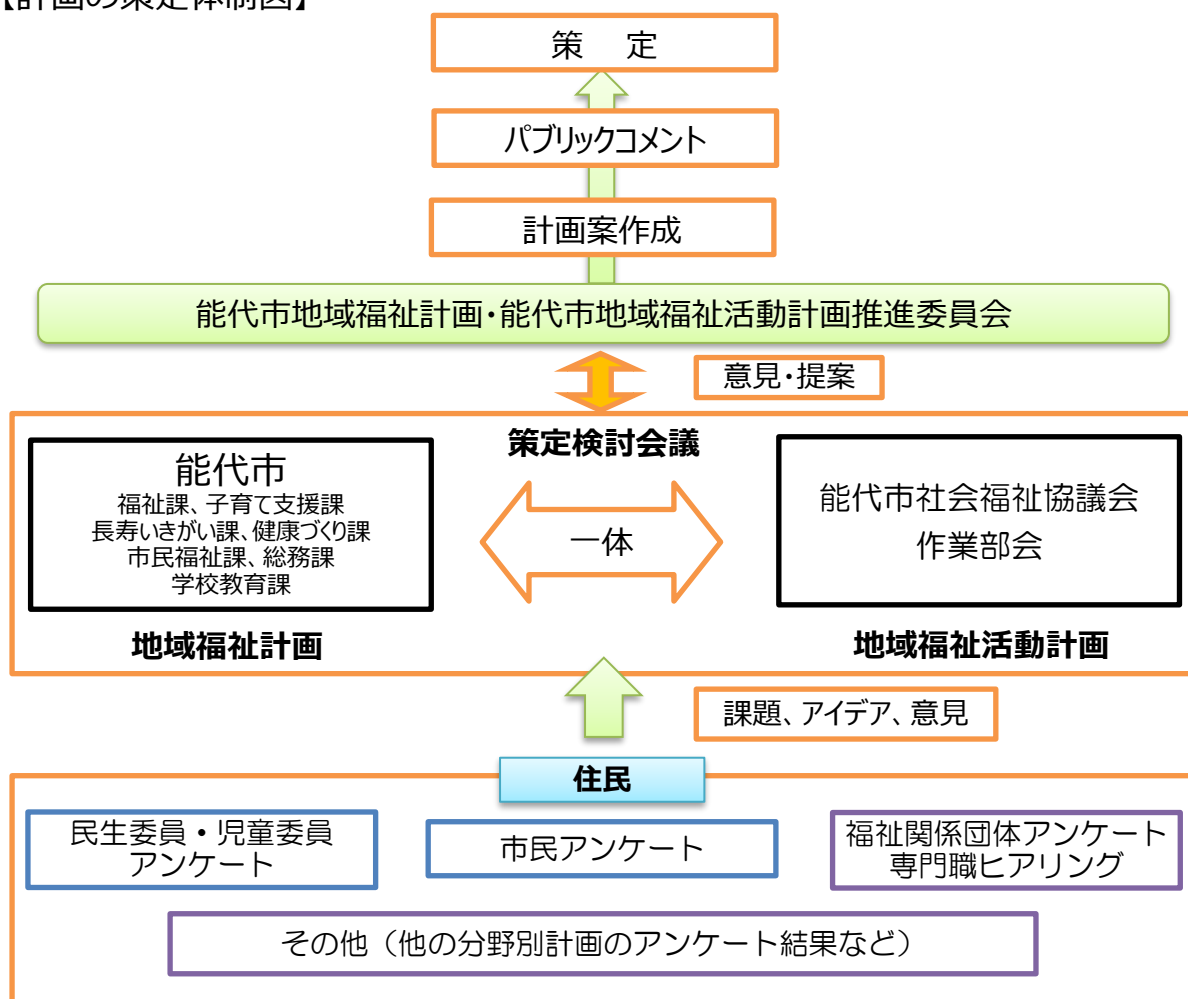 【計画の策定体制図】
策 定
パブリックコメント
計画案作成
能代市地域福祉計画・能代市地域福祉活動計画推進委員会
意見・提案
策定検討会議
能代市
福祉課、子育て支援課
長寿いきがい課、健康づくり課
市民福祉課、総務課
学校教育課
一体
能代市社会福祉協議会
作業部会
地域福祉計画
地域福祉活動計画
課題、アイデア、意見
住民
民生委員・児童委員
アンケート
市民アンケート
福祉関係団体アンケート
専門職ヒアリング
その他（他の分野別計画のアンケート結果など）